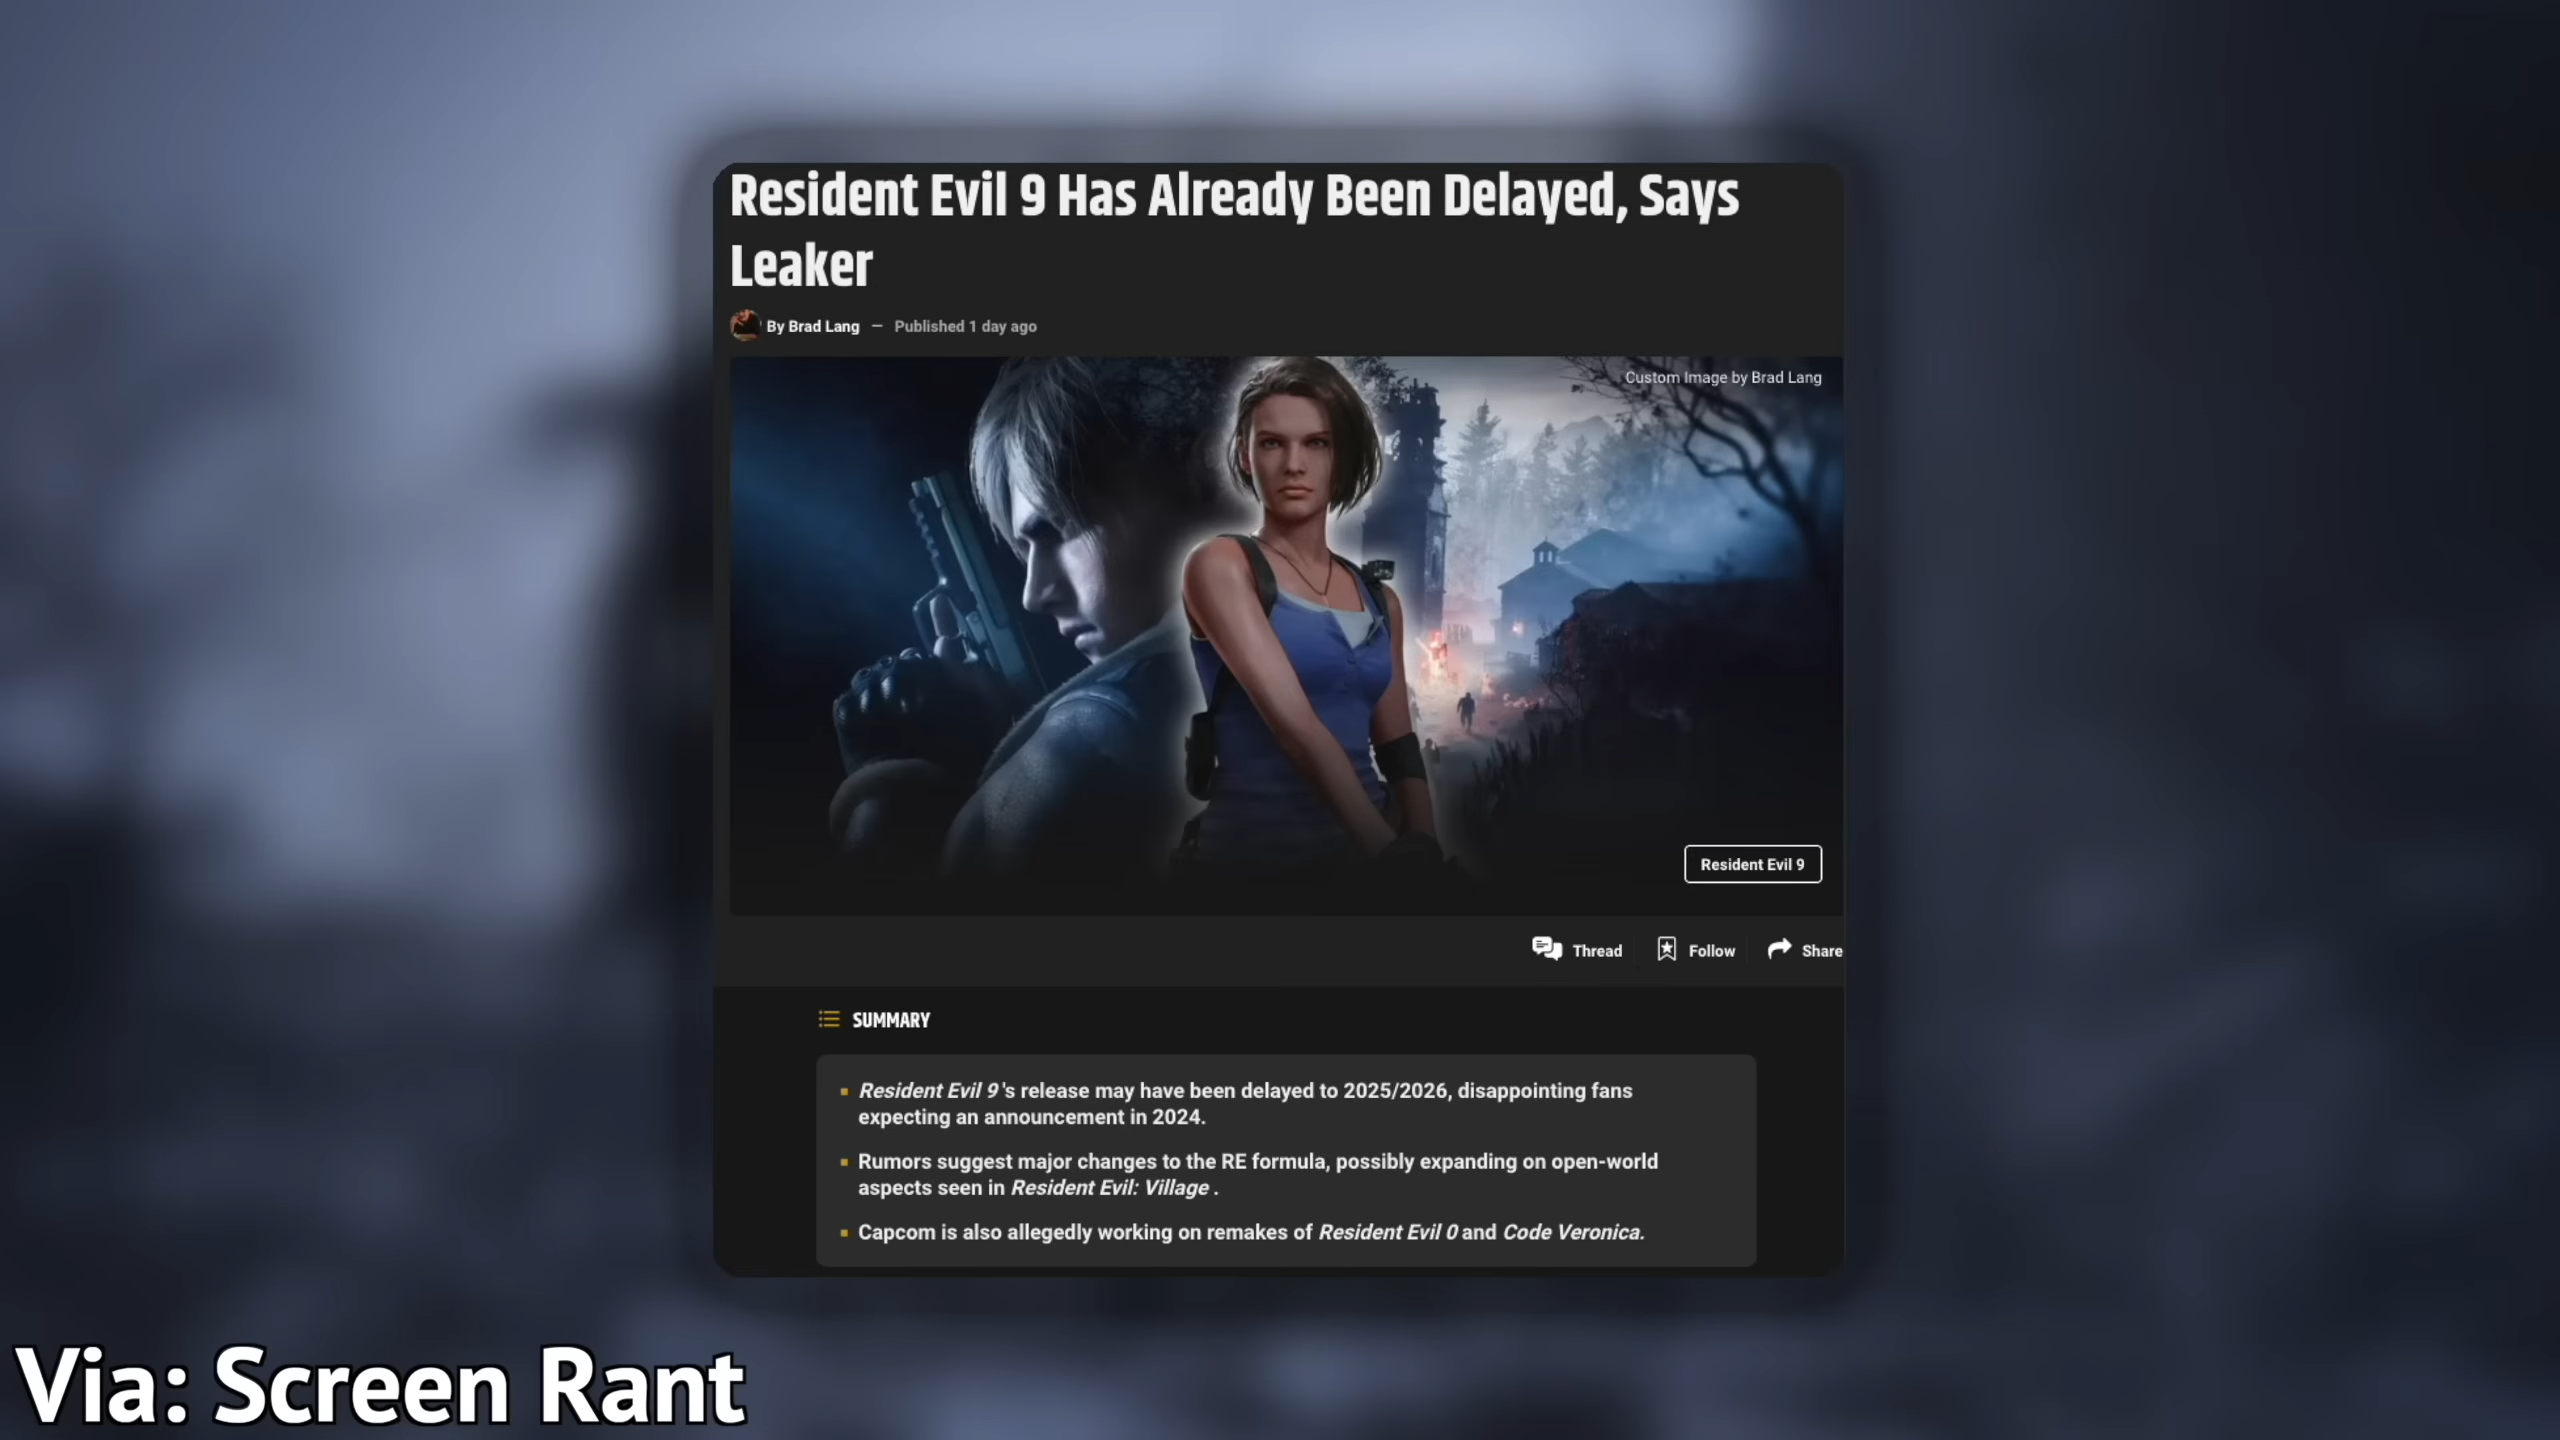 Resident Evil 9 Has Already Been Delayed, Says
Leaker
By Brad Lang — Published 1 day ago
Custom Image by Brad Lang
Resident Evil 9
Thread Follow Share
SUMMARY
Resident Evil 9 's release may have been delayed to 2025/2026, disappointing fans
expecting an announcement in 2024.
Rumors suggest major changes to the RE formula, possibly expanding on open-world
aspects seen in Resident Evil: Village .
Capcom is also allegedly working on remakes of Resident Evil 0 and Code Veronica.
Via: Screen Rant